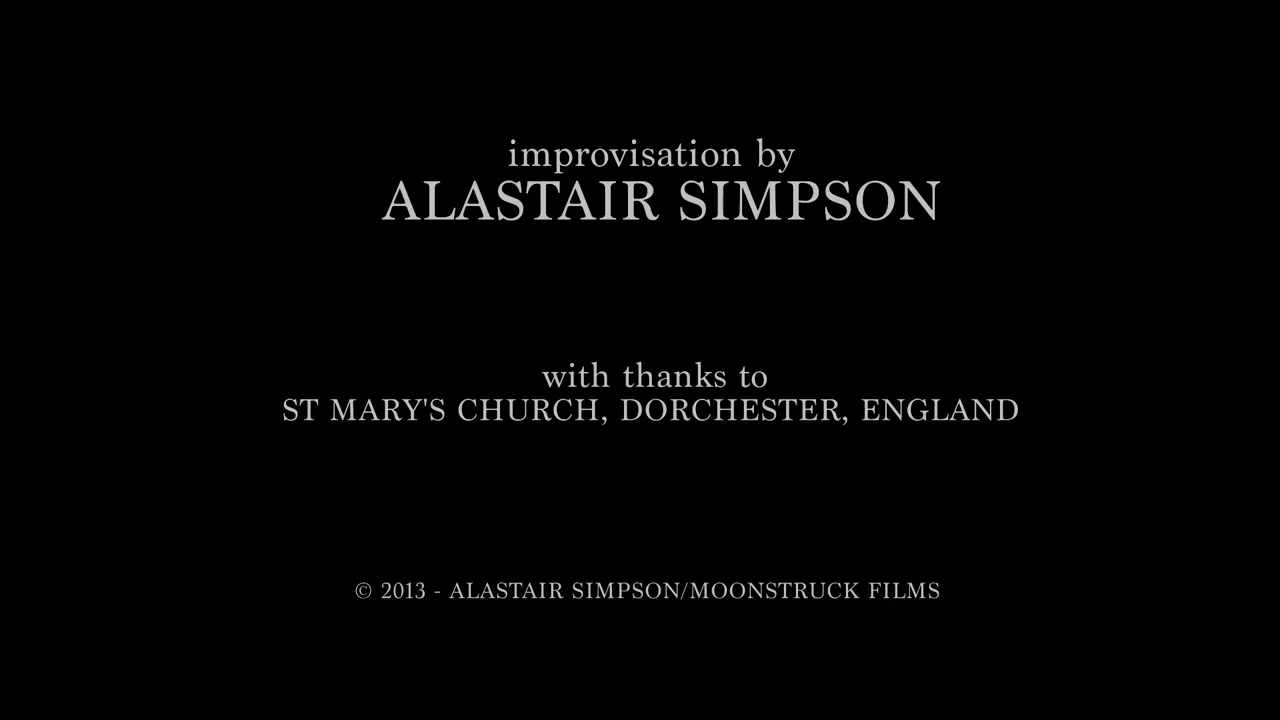 improvisation by
ALASTAIR SIMPSON
with thanks to
ST MARY'S CHURCH, DORCHESTER, ENGLAND
© 2013 - ALASTAIR SIMPSON/MOONSTRUCK FILMS